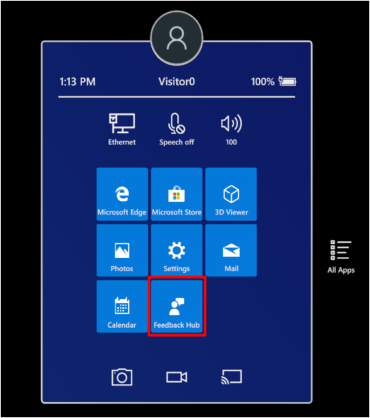 1:13 PM Visitor0 100%
Ethernet Speech off 100
Microsoft Edge Microsoft Store 3D Viewer
Photos Settings Mail
All Apps
Calendar Feedback Hub